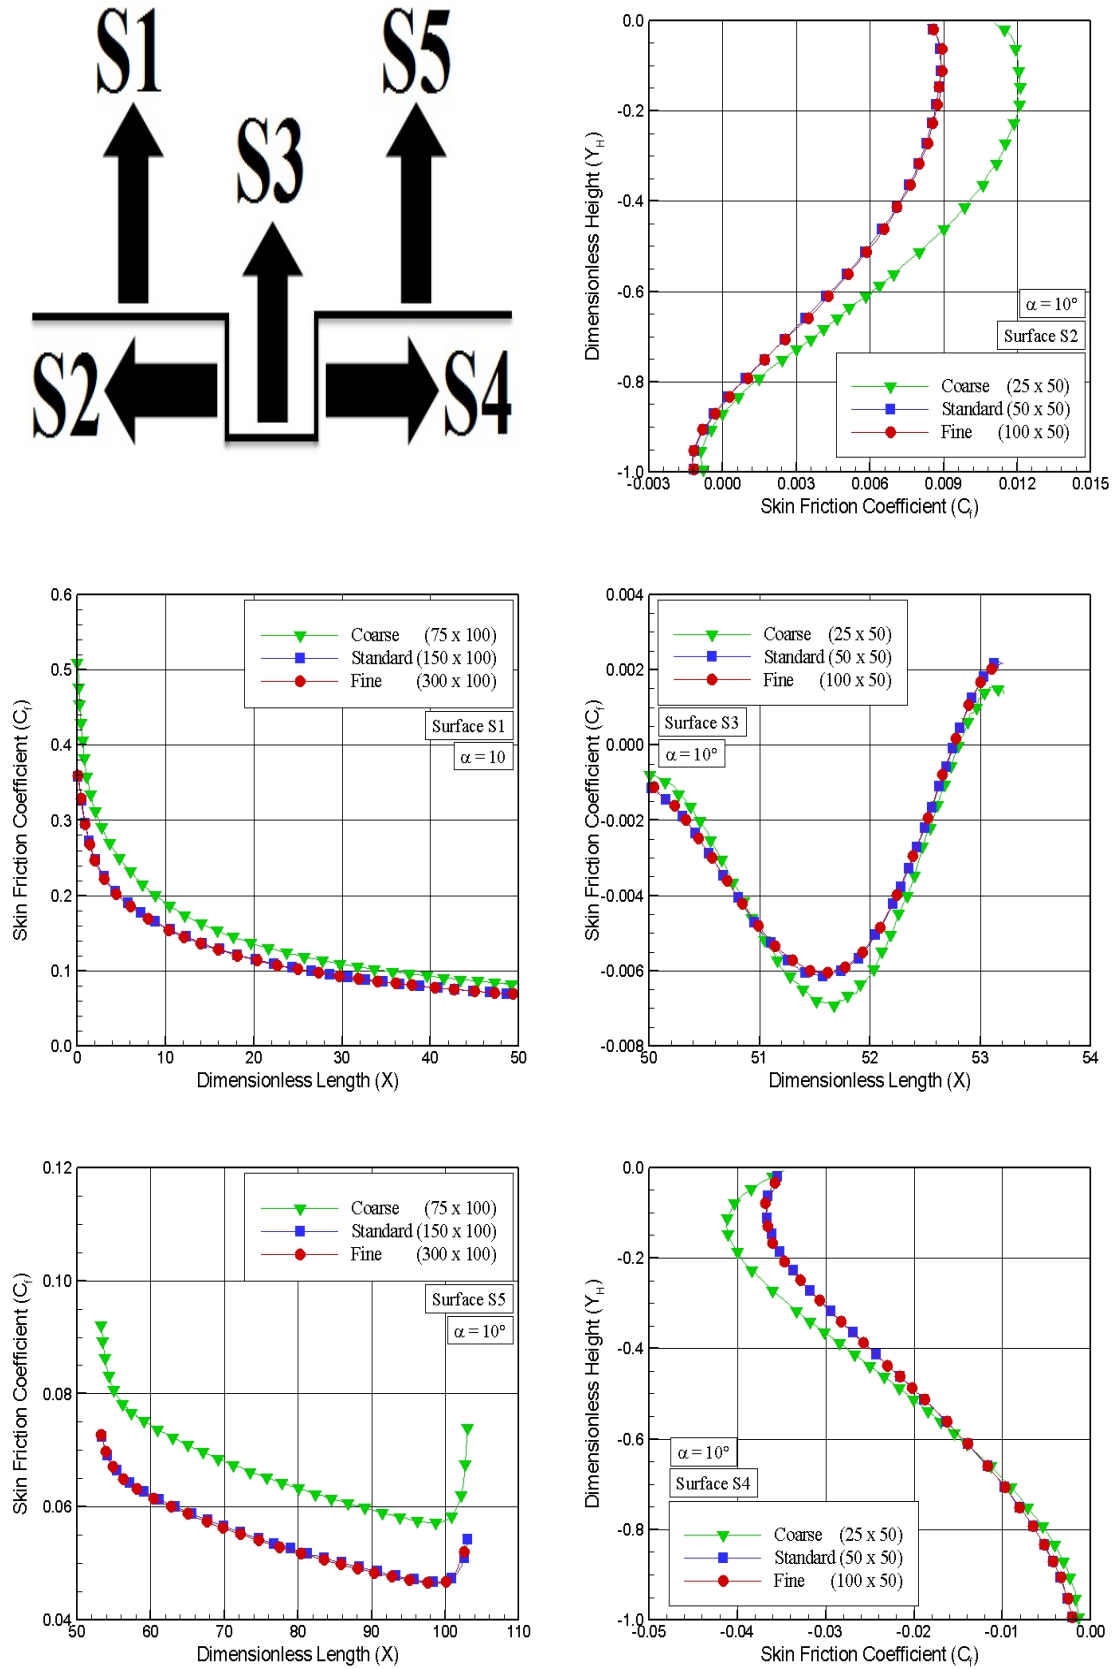 S1
S5
S3
S2
S4
0.0
-0.2
-0.4
-0.6
-0.8
-1.0
Dimensionless Height (Y_H)
α = 10°
Surface S2
Coarse (25 x 50)
Standard (50 x 50)
Fine (100 x 50)
-0.003 0.000 0.003 0.006 0.009 0.012 0.015
Skin Friction Coefficient (C_f)
0.6
0.5
0.4
0.3
0.2
0.1
0.0
Skin Friction Coefficient (C_f)
Coarse (75 x 100)
Standard (150 x 100)
Fine (300 x 100)
Surface S1
α = 10
0 10 20 30 40 50
Dimensionless Length (X)
0.004
0.002
0.000
-0.002
-0.004
-0.006
-0.008
Skin Friction Coefficient (C_f)
Coarse (25 x 50)
Standard (50 x 50)
Fine (100 x 50)
Surface S3
α = 10°
50 51 52 53 54
Dimensionless Length (X)
0.12
0.10
0.08
0.06
0.04
Skin Friction Coefficient (C_f)
Coarse (75 x 100)
Standard (150 x 100)
Fine (300 x 100)
Surface S5
α = 10°
50 60 70 80 90 100 110
Dimensionless Length (X)
0.0
-0.2
-0.4
-0.6
-0.8
-1.0
Dimensionless Height (Y_H)
α = 10°
Surface S4
Coarse (25 x 50)
Standard (50 x 50)
Fine (100 x 50)
-0.05 -0.04 -0.03 -0.02 -0.01 0.00
Skin Friction Coefficient (C_f)